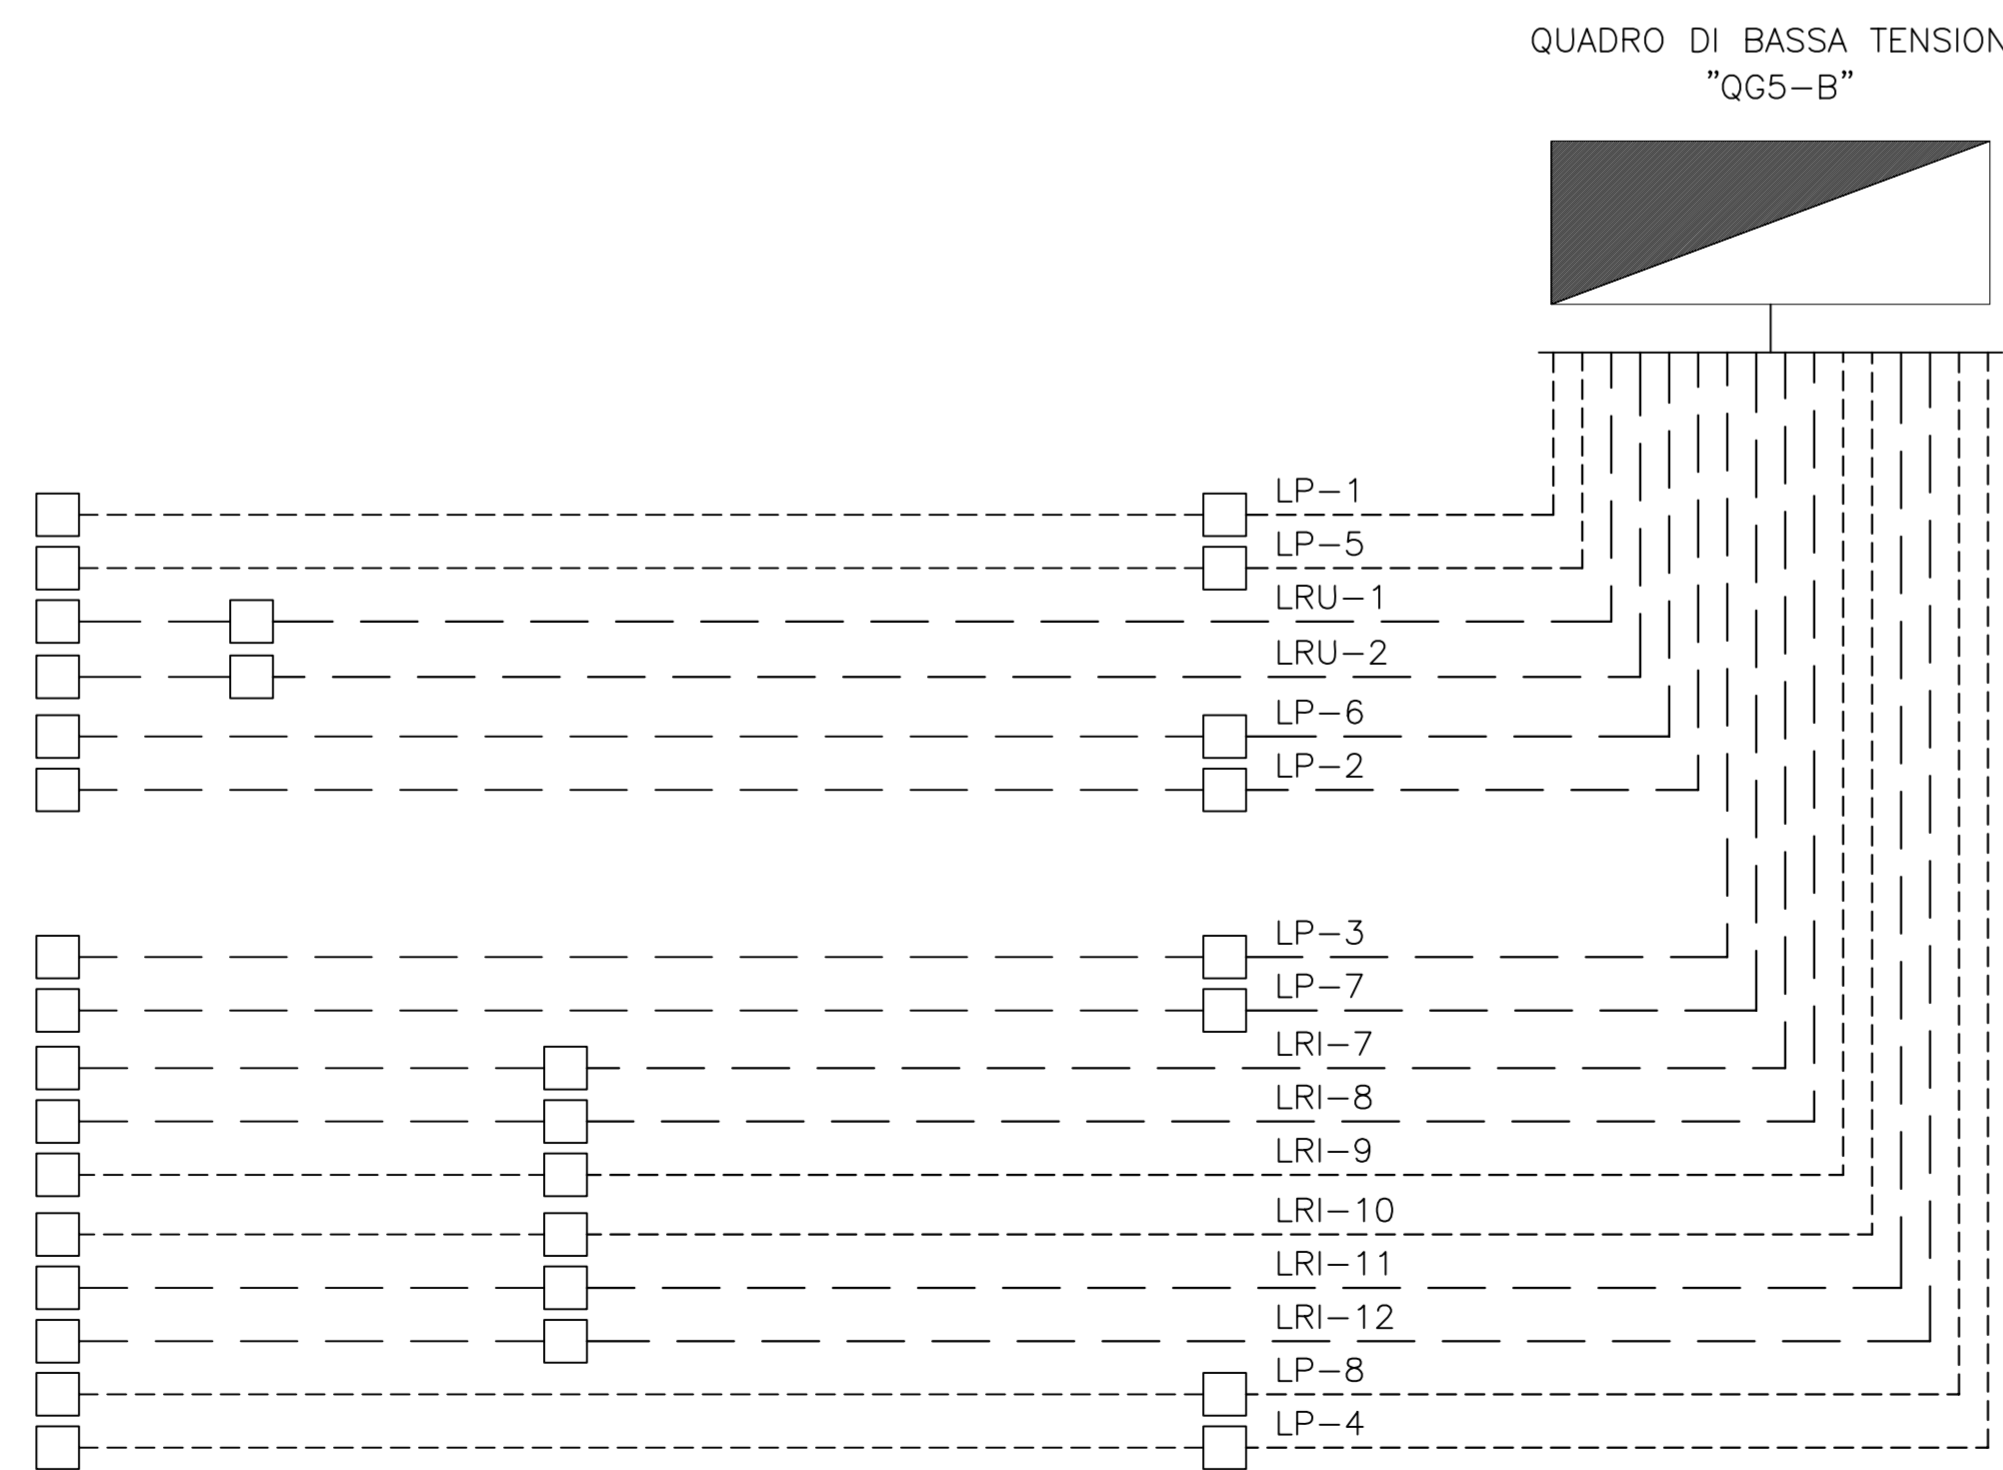 QUADRO DI BASSA TENSION
"QG5-B"
LP-1
LP-5
LRU-1
LRU-2
LP-6
LP-2
LP-3
LP-7
LRI-7
LRI-8
LRI-9
LRI-10
LRI-11
LRI-12
LP-8
LP-4